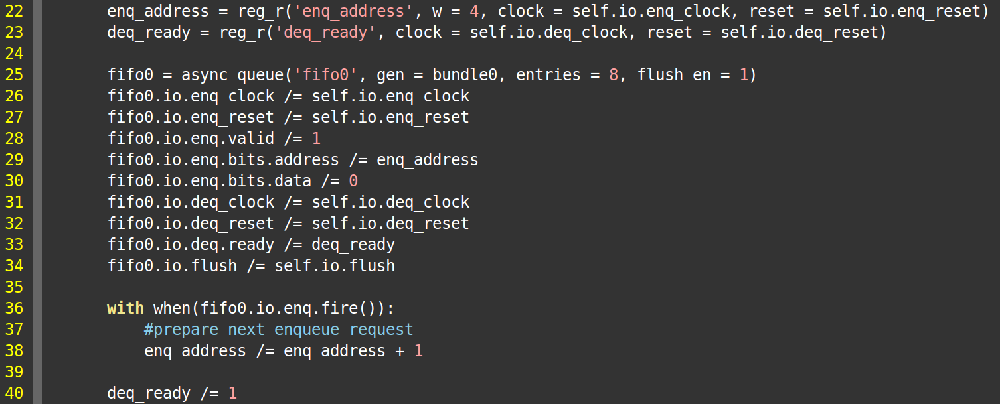 22 enq_address = reg_r('enq_address', w = 4, clock = self.io.enq_clock, reset = self.io.enq_reset)
23 deq_ready = reg_r('deq_ready', clock = self.io.deq_clock, reset = self.io.deq_reset)
24
25 fifo0 = async_queue('fifo0', gen = bundle0, entries = 8, flush_en = 1)
26 fifo0.io.enq_clock /= self.io.enq_clock
27 fifo0.io.enq_reset /= self.io.enq_reset
28 fifo0.io.enq.valid /= 1
29 fifo0.io.enq.bits.address /= enq_address
30 fifo0.io.enq.bits.data /= 0
31 fifo0.io.deq_clock /= self.io.deq_clock
32 fifo0.io.deq_reset /= self.io.deq_reset
33 fifo0.io.deq.ready /= deq_ready
34 fifo0.io.flush /= self.io.flush
35
36 with when(fifo0.io.enq.fire()):
37     #prepare next enqueue request
38     enq_address /= enq_address + 1
39
40 deq_ready /= 1